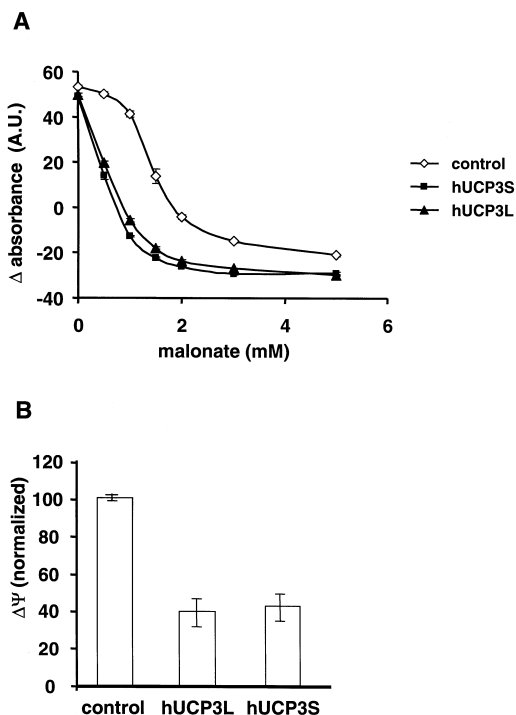 A
Δ absorbance (A.U.)
60
40
20
0
-20
-40
0 2 4 6
malonate (mM)
control
hUCP3S
hUCP3L
B
ΔΨ (normalized)
120
100
80
60
40
20
0
control hUCP3L hUCP3S